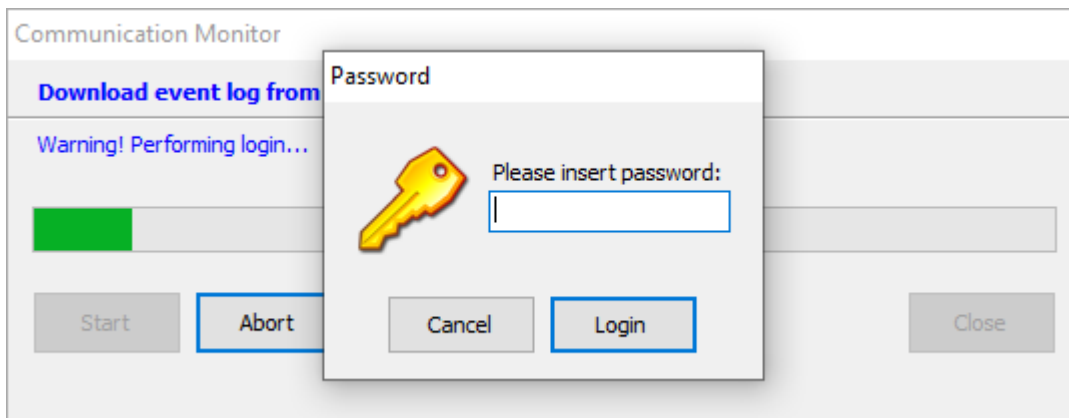 Communication Monitor
Password
Download event log from
Warning! Performing login...
Please insert password:
Start
Abort
Cancel
Login
Close